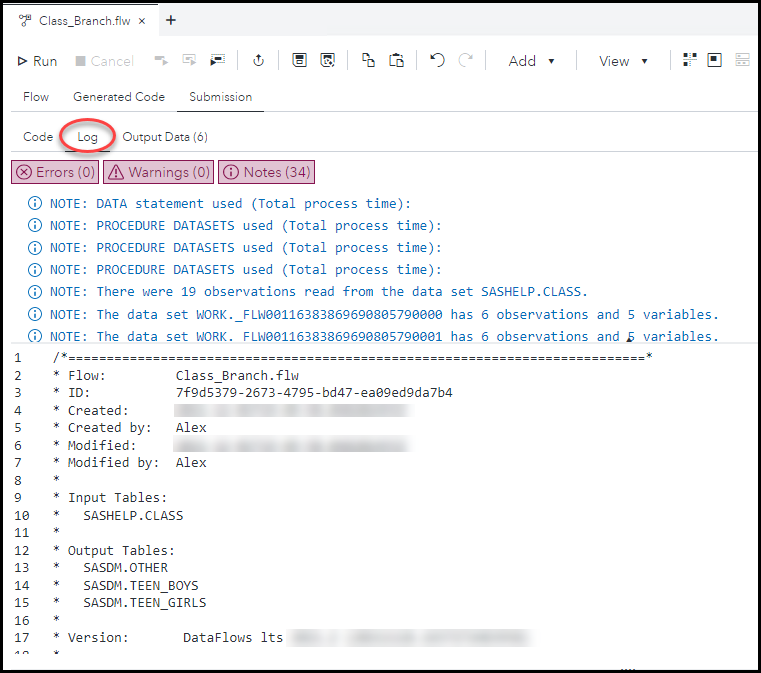 Class_Branch.flw × +
Run Cancel Add View
Flow Generated Code Submission
Code Log Output Data (6)
Errors (0) Warnings (0) Notes (34)
NOTE: DATA statement used (Total process time):
NOTE: PROCEDURE DATASETS used (Total process time):
NOTE: PROCEDURE DATASETS used (Total process time):
NOTE: PROCEDURE DATASETS used (Total process time):
NOTE: There were 19 observations read from the data set SASHELP.CLASS.
NOTE: The data set WORK._FLW00116383869690805790000 has 6 observations and 5 variables.
NOTE: The data set WORK._FLW00116383869690805790001 has 6 observations and 5 variables.
1 /*===========================================================================*
2 * Flow: Class_Branch.flw
3 * ID: 7f9d5379-2673-4795-bd47-ea09ed9da7b4
4 * Created:
5 * Created by: Alex
6 * Modified:
7 * Modified by: Alex
8 *
9 * Input Tables:
10 * SASHELP.CLASS
11 *
12 * Output Tables:
13 * SASDM.OTHER
14 * SASDM.TEEN_BOYS
15 * SASDM.TEEN_GIRLS
16 *
17 * Version: DataFlows lts
18 *